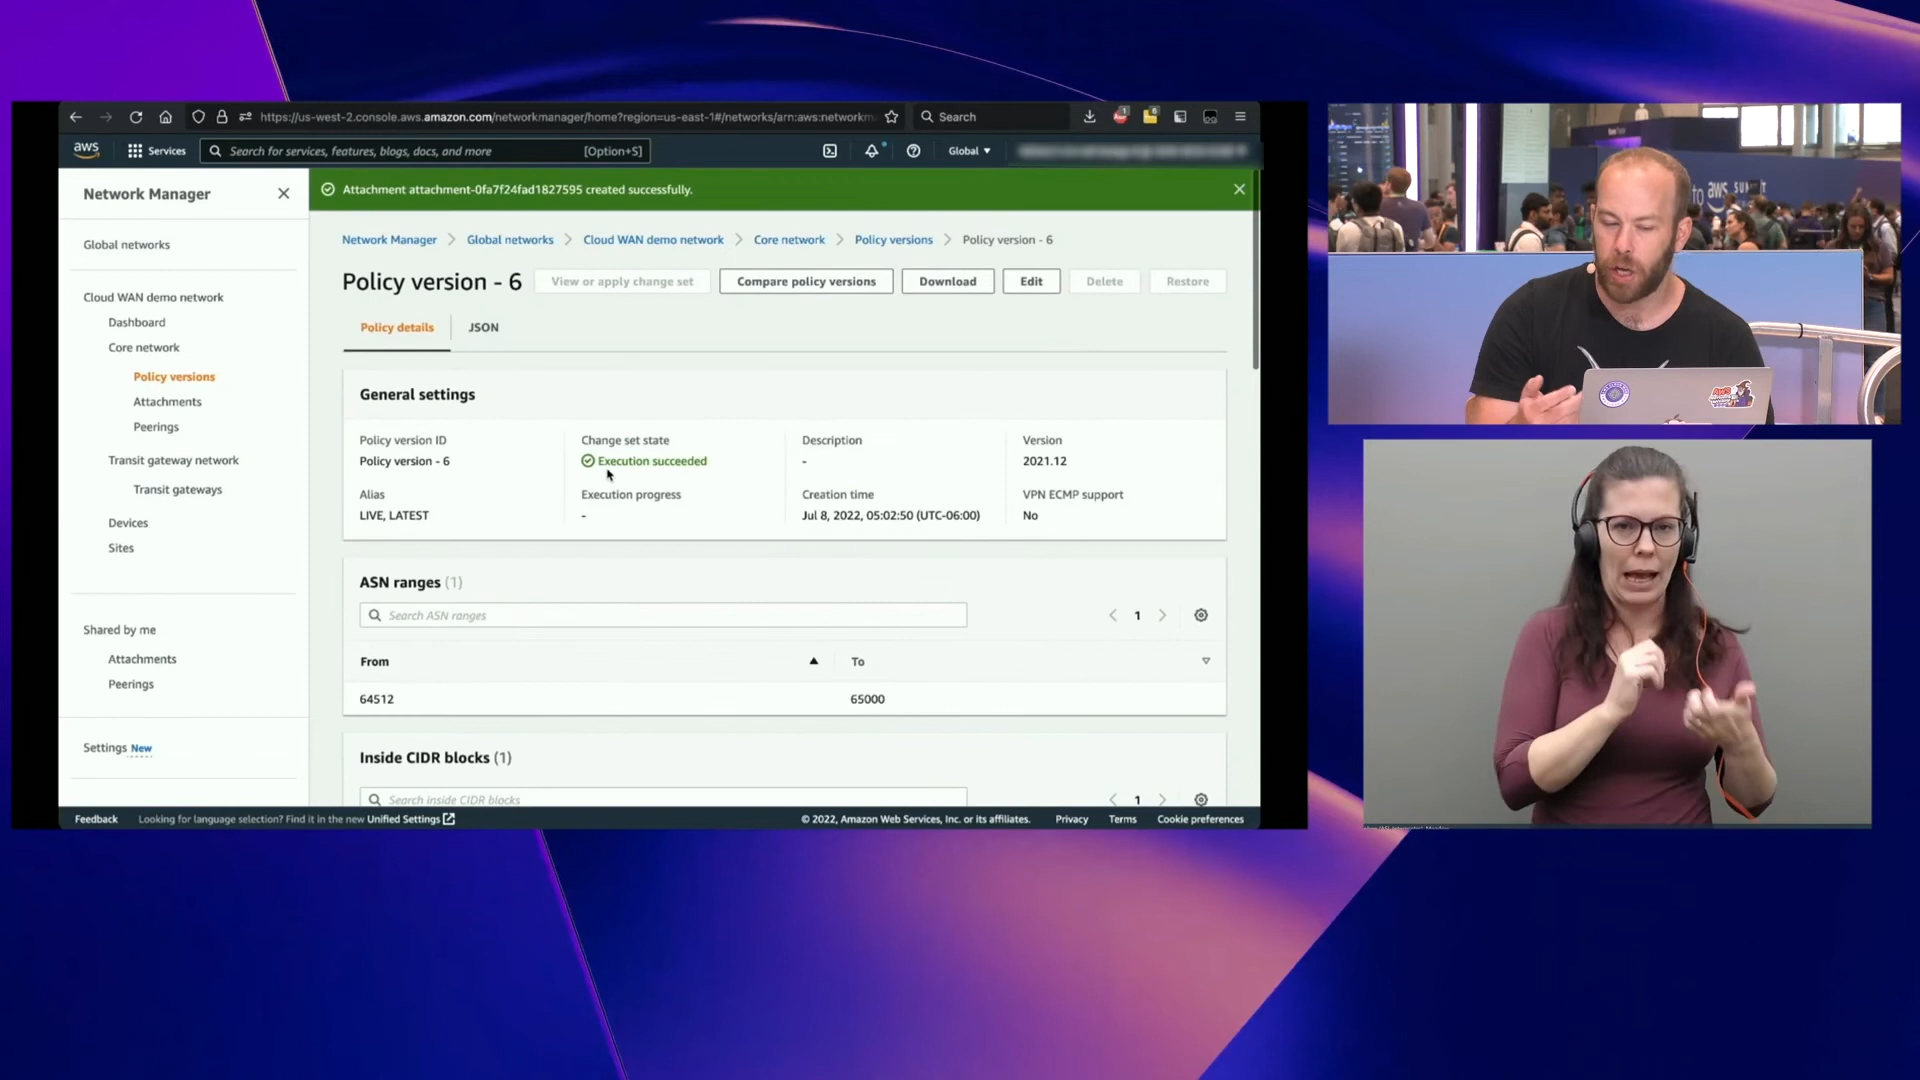 https://us-west-2.console.aws.amazon.com/networkmanager/home?region=us-east-1#/networks/arn:aws:networkm
Search
1
6
aws
Services
Search for services, features, blogs, docs, and more
[Option+S]
Global
Network Manager
Attachment attachment-0fa7f24fad1827595 created successfully.
Global networks
Cloud WAN demo network
Dashboard
Core network
Policy versions
Attachments
Peerings
Transit gateway network
Transit gateways
Devices
Sites
Shared by me
Attachments
Peerings
Settings New
Network Manager > Global networks > Cloud WAN demo network > Core network > Policy versions > Policy version - 6
Policy version - 6
View or apply change set
Compare policy versions
Download
Edit
Delete
Restore
Policy details
JSON
General settings
Policy version ID
Policy version - 6
Change set state
Execution succeeded
Description
-
Version
2021.12
Alias
LIVE, LATEST
Execution progress
-
Creation time
Jul 8, 2022, 05:02:50 (UTC-06:00)
VPN ECMP support
No
ASN ranges (1)
Search ASN ranges
1
From
To
64512
65000
Inside CIDR blocks (1)
Search inside CIDR blocks
1
Feedback
Looking for language selection? Find it in the new Unified Settings
© 2022, Amazon Web Services, Inc. or its affiliates.
Privacy
Terms
Cookie preferences
to aws